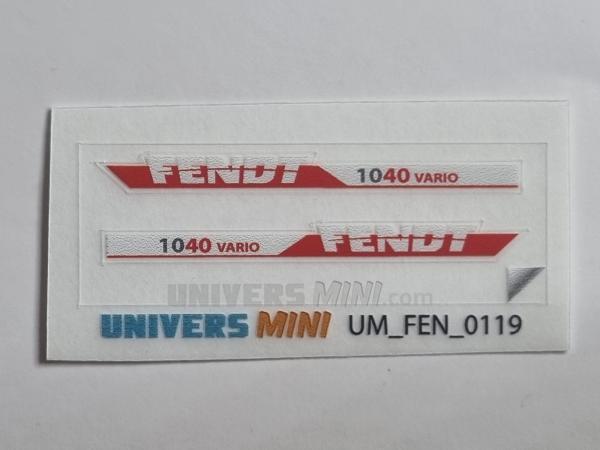 FENDT 1040 VARIO
1040 VARIO FENDT
UNIVERS MINI.com
UNIVERS MINI UM_FEN_0119